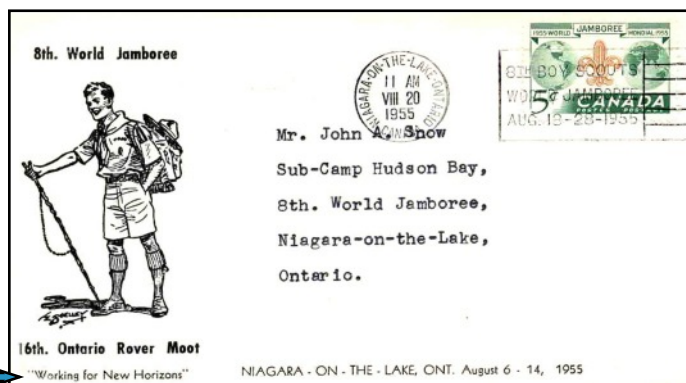 8th. World Jamboree
16th. Ontario Rover Moot
"Working for New Horizons"
NIAGARA-ON-THE-LAKE·ONTARIO
11 AM
VIII 20
1955
CANADA
1955 WORLD JAMBOREE MONDIAL 1955
5¢ CANADA
POSTES POSTAGE
8TH BOY SCOUTS
WORLD JAMBOREE
AUG. 18-28-1955
Mr. John A. Snow
Sub-Camp Hudson Bay,
8th. World Jamboree,
Niagara-on-the-Lake,
Ontario.
NIAGARA - ON - THE - LAKE, ONT. August 6 - 14, 1955